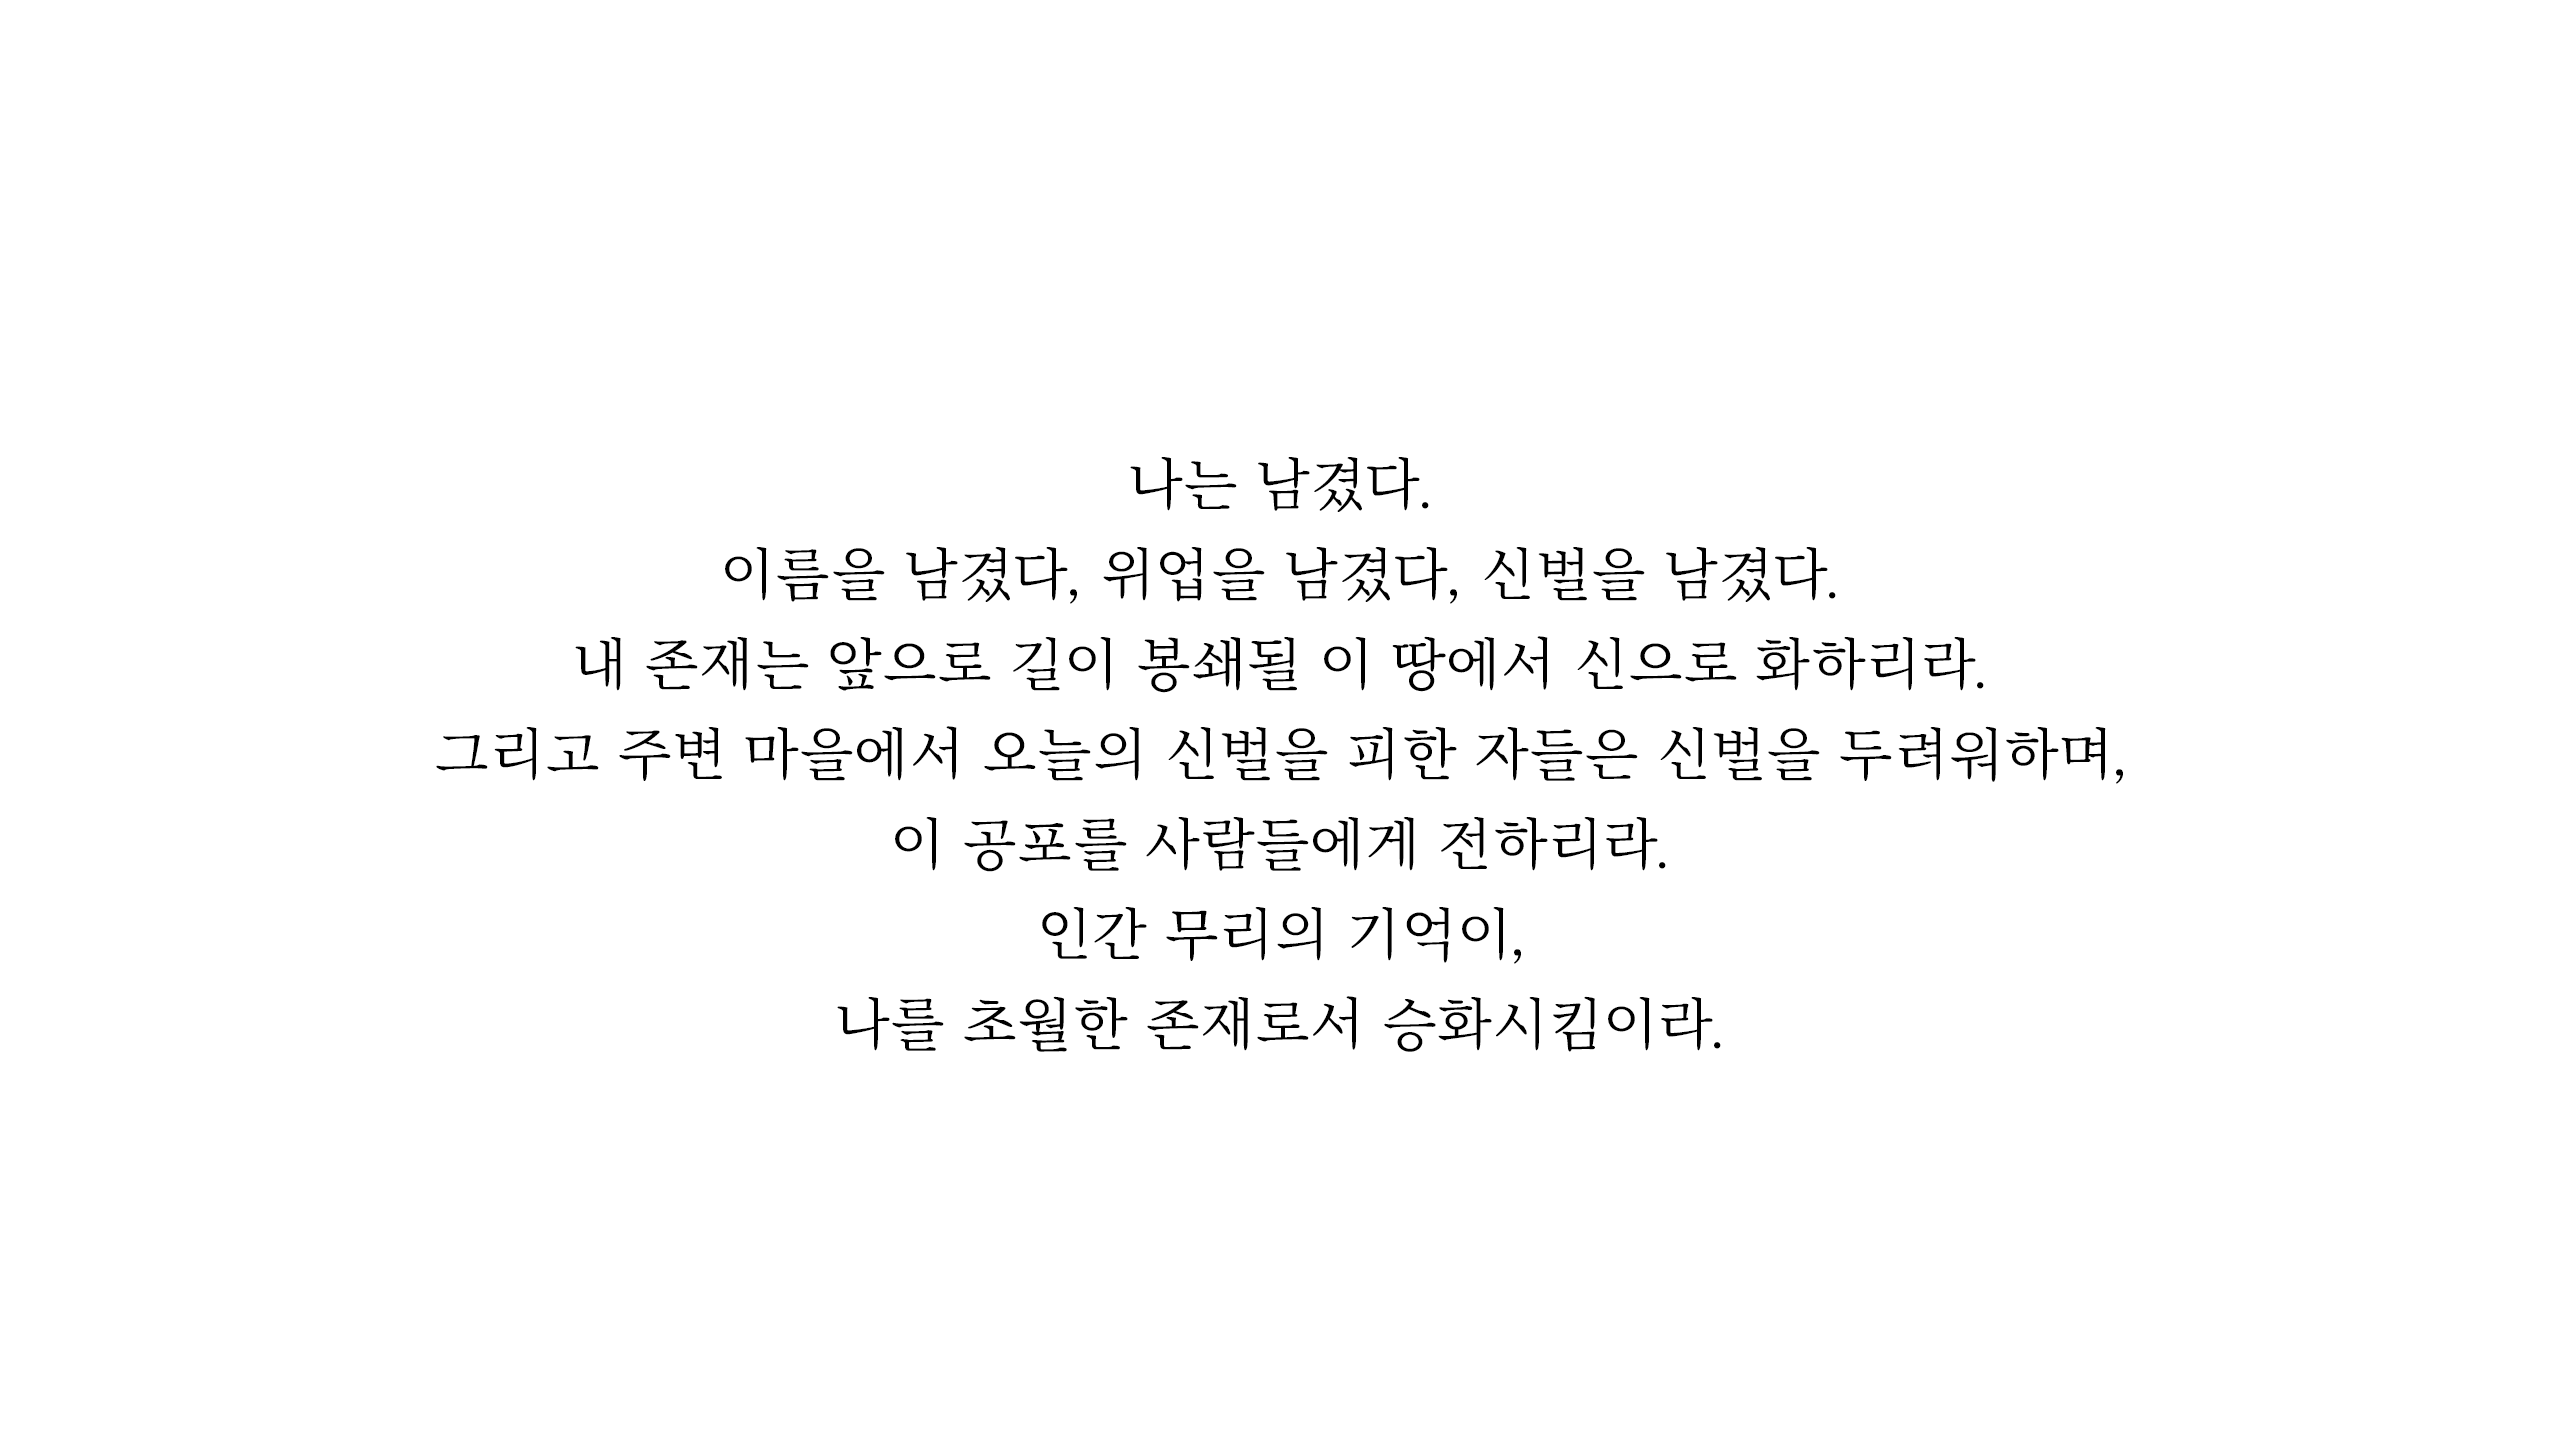 나는 남겼다.
이름을 남겼다, 위업을 남겼다, 신벌을 남겼다.
내 존재는 앞으로 길이 봉쇄될 이 땅에서 신으로 화하리라.
그리고 주변 마을에서 오늘의 신벌을 피한 자들은 신벌을 두려워하며,
이 공포를 사람들에게 전하리라.
인간 무리의 기억이,
나를 초월한 존재로서 승화시킴이라.